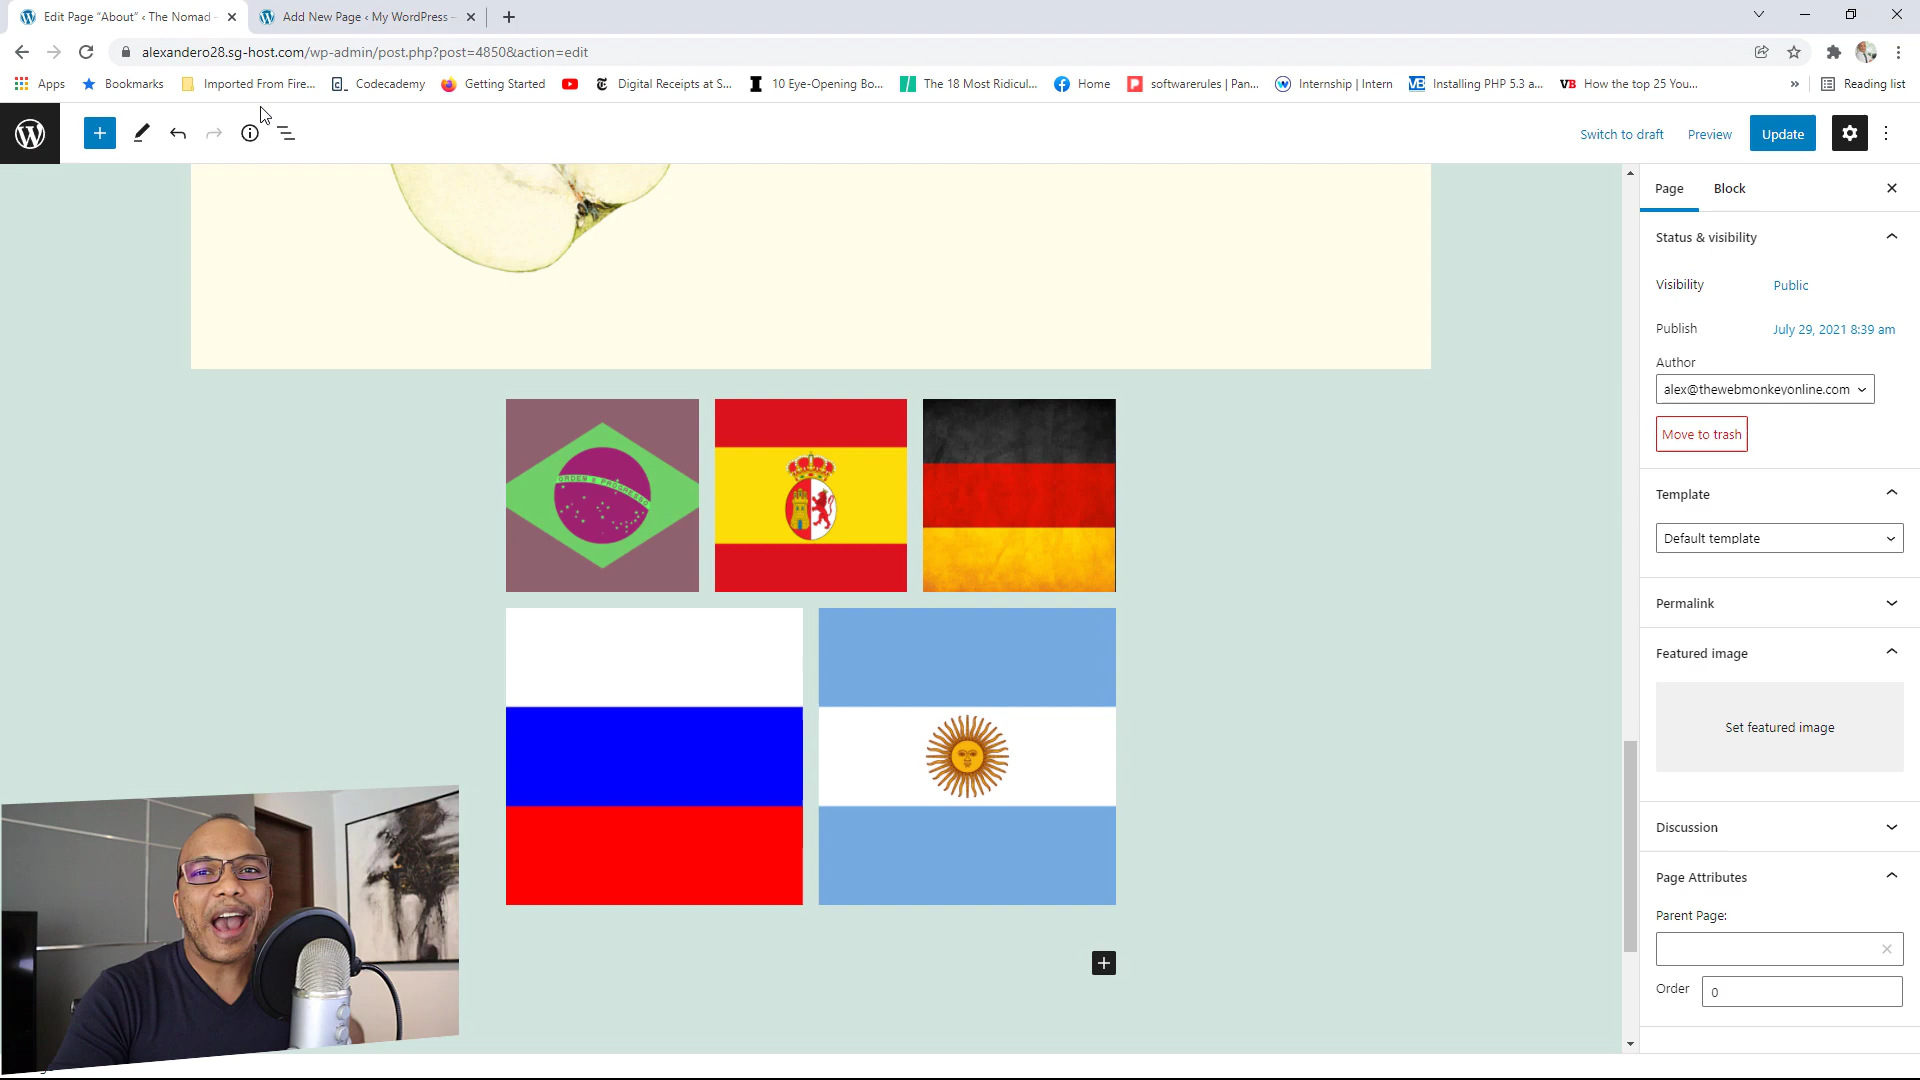 Edit Page “About” ‹ The Nomad
Add New Page ‹ My WordPress –
alexandero28.sg-host.com/wp-admin/post.php?post=4850&action=edit
Apps
Bookmarks
Imported From Fire...
Codecademy
Getting Started
Digital Receipts at S...
10 Eye-Opening Bo...
The 18 Most Ridicul...
Home
softwarerules | Pan...
Internship | Intern
Installing PHP 5.3 a...
VB How the top 25 You...
»
Reading list
Switch to draft
Preview
Update
Page
Block
Status & visibility
Visibility
Public
Publish
July 29, 2021 8:39 am
Author
alex@thewebmonkeyonline.com
Move to trash
Template
Default template
Permalink
Featured image
Set featured image
Discussion
Page Attributes
Parent Page:
Order
0
ORDEM E PROGRESSO